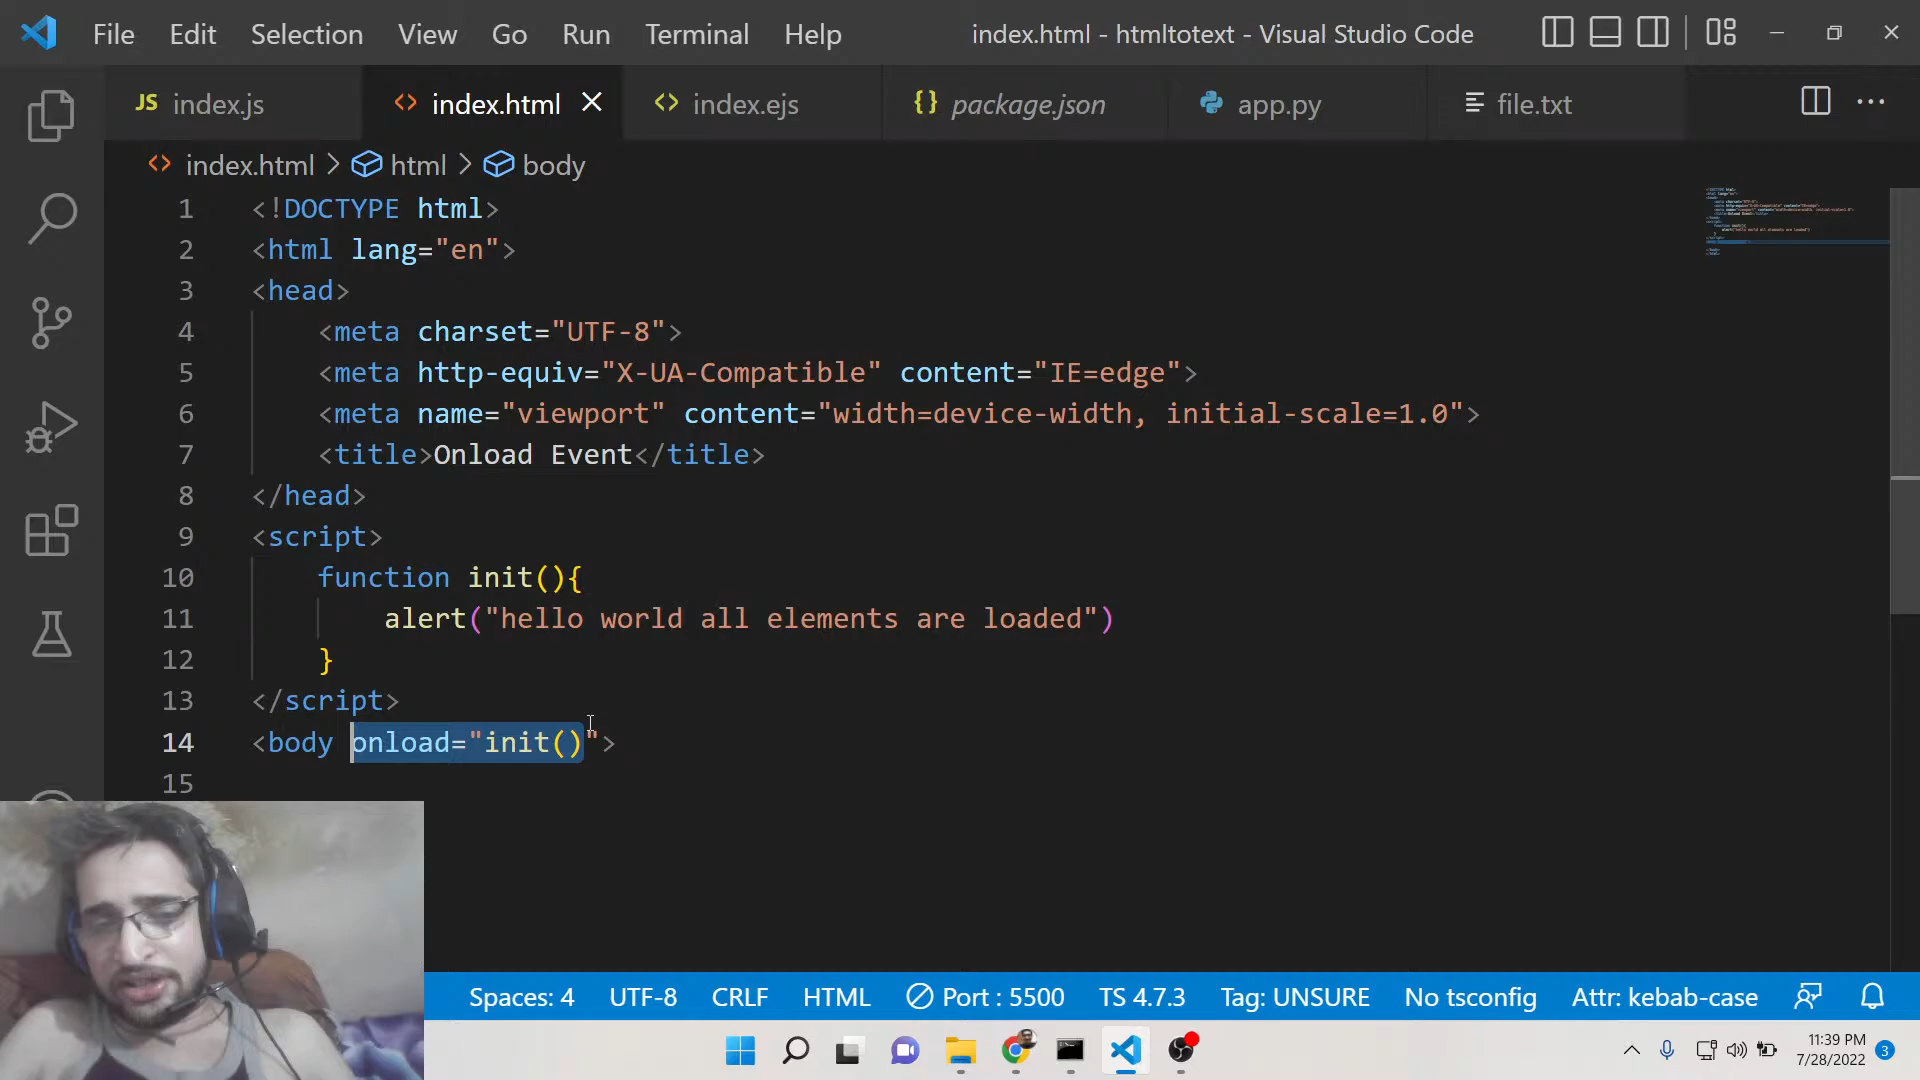 File Edit Selection View Go Run Terminal Help index.html - htmltotext - Visual Studio Code
JS index.js index.html index.ejs package.json app.py file.txt
index.html > html > body
1 <!DOCTYPE html>
2 <html lang="en">
3 <head>
4 <meta charset="UTF-8">
5 <meta http-equiv="X-UA-Compatible" content="IE=edge">
6 <meta name="viewport" content="width=device-width, initial-scale=1.0">
7 <title>Onload Event</title>
8 </head>
9 <script>
10 function init(){
11 alert("hello world all elements are loaded")
12 }
13 </script>
14 <body onload="init()">
15
Spaces: 4 UTF-8 CRLF HTML Port : 5500 TS 4.7.3 Tag: UNSURE No tsconfig Attr: kebab-case
11:39 PM
7/28/2022 3